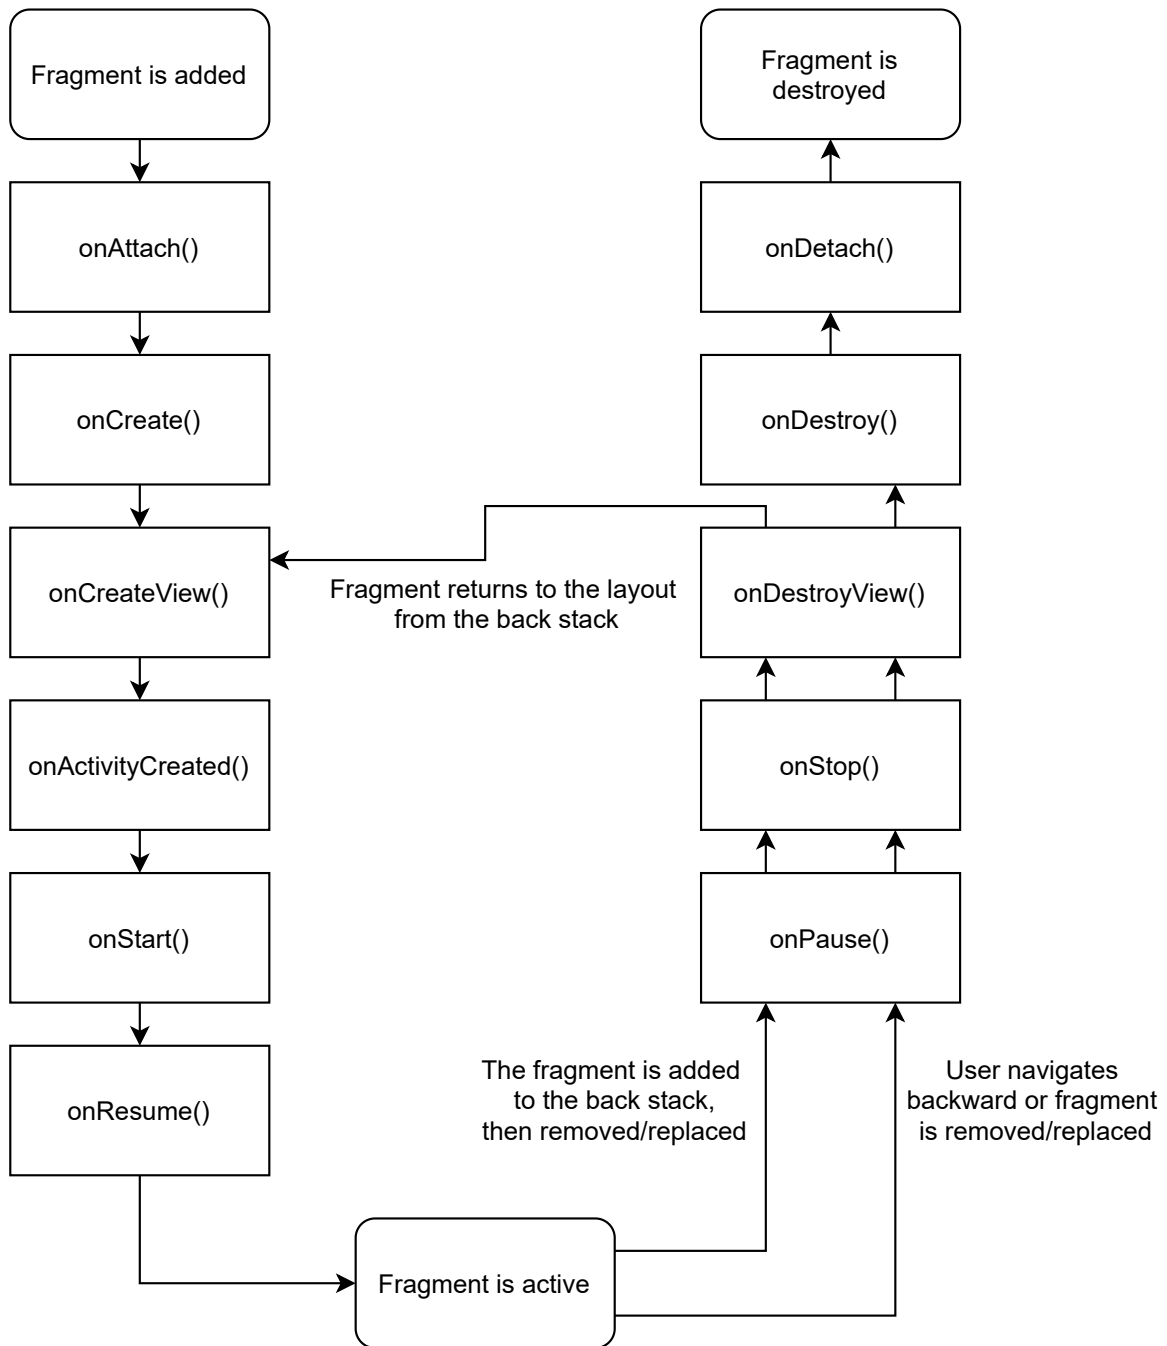 Fragment is added
onAttach()
onCreate()
onCreateView()
onActivityCreated()
onStart()
onResume()
Fragment is active
The fragment is added
to the back stack,
then removed/replaced
User navigates
backward or fragment
is removed/replaced
onPause()
onStop()
onDestroyView()
Fragment returns to the layout
from the back stack
onDestroy()
onDetach()
Fragment is
destroyed